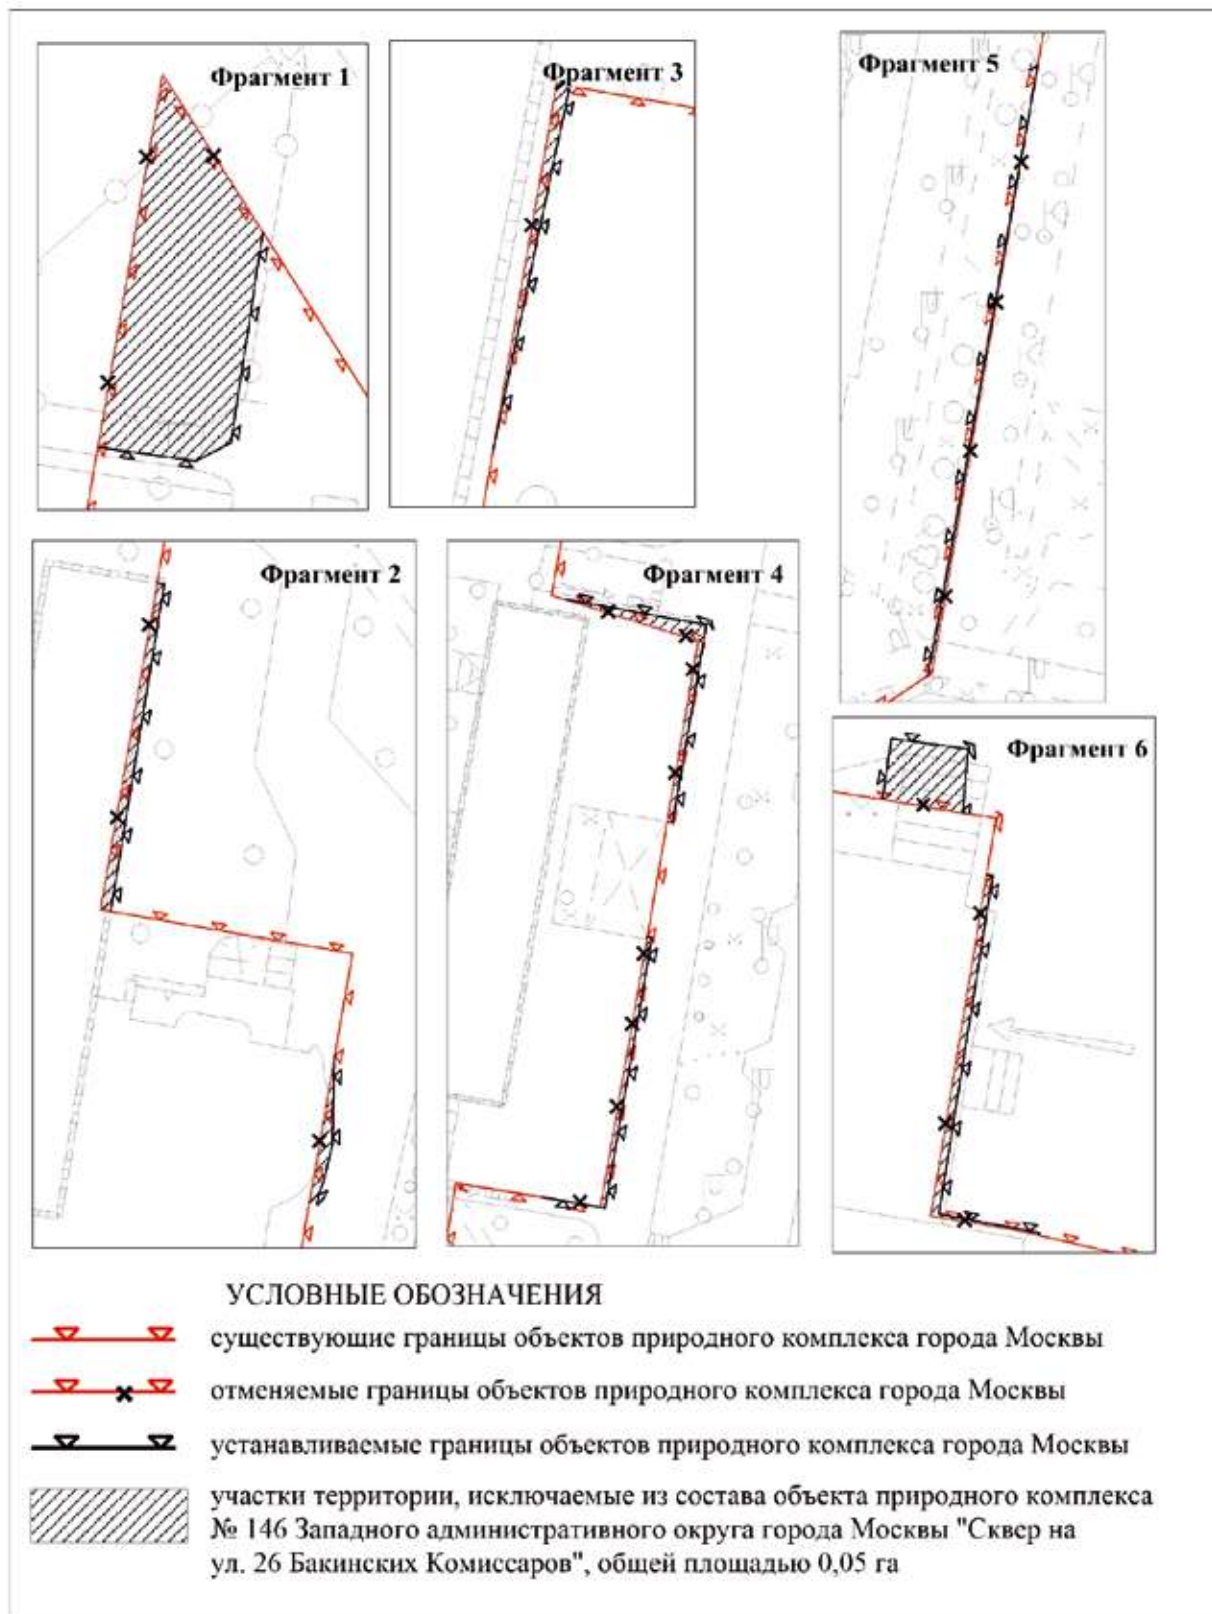 Фрагмент 1
Фрагмент 3
Фрагмент 5
Фрагмент 2
Фрагмент 4
Фрагмент 6
УСЛОВНЫЕ ОБОЗНАЧЕНИЯ
существующие границы объектов природного комплекса города Москвы
отменяемые границы объектов природного комплекса города Москвы
устанавливаемые границы объектов природного комплекса города Москвы
участки территории, исключаемые из состава объекта природного комплекса
№ 146 Западного административного округа города Москвы "Сквер на
ул. 26 Бакинских Комиссаров", общей площадью 0,05 га